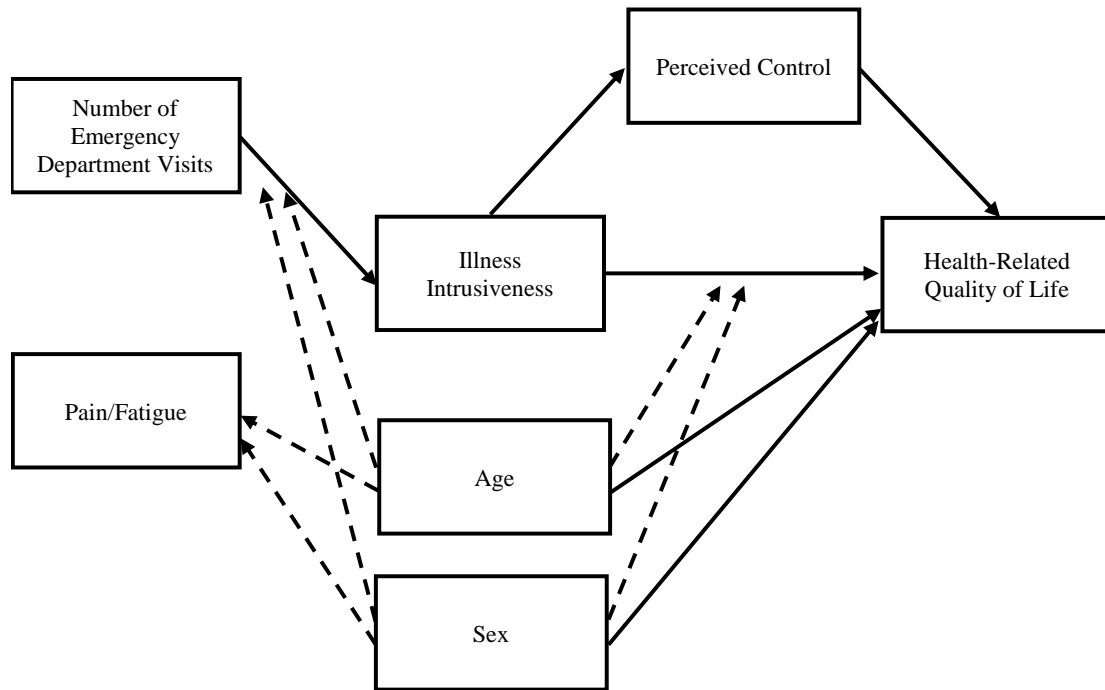 Number of
Emergency
Department Visits
Perceived Control
Illness
Intrusiveness
Health-Related
Quality of Life
Pain/Fatigue
Age
Sex